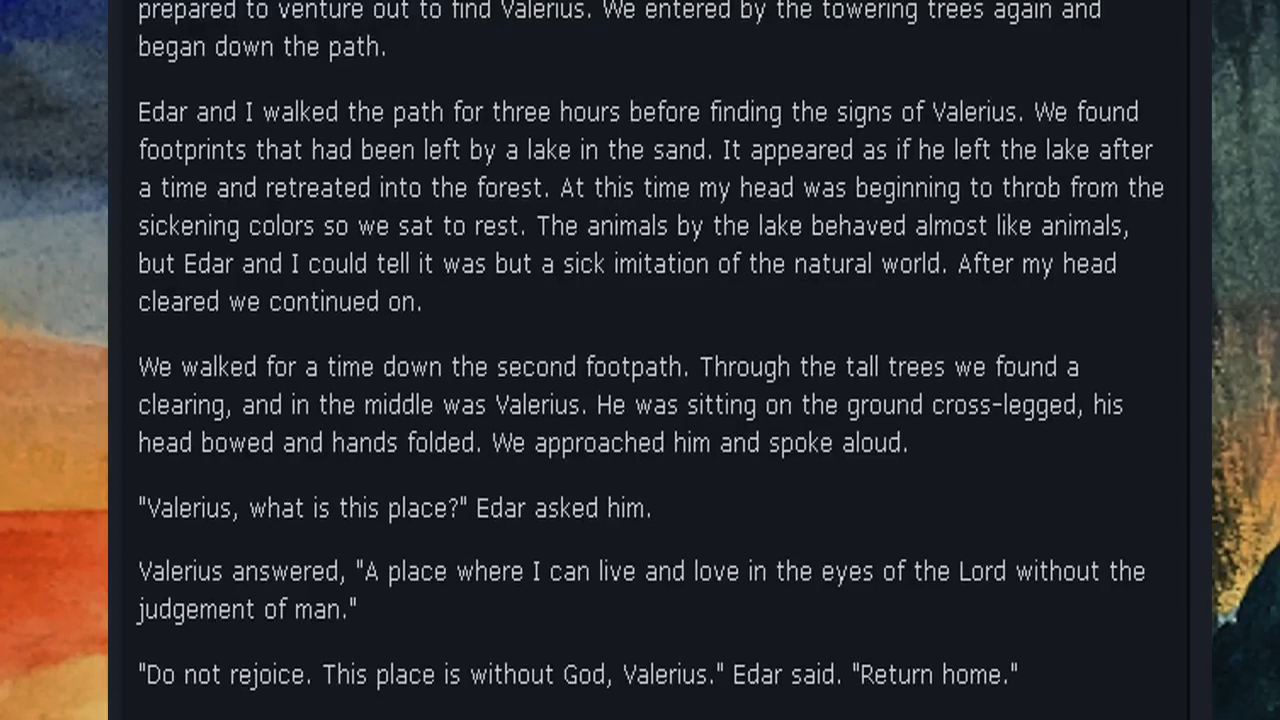 prepared to venture out to find Valerius. We entered by the towering trees again and
began down the path.
Edar and I walked the path for three hours before finding the signs of Valerius. We found
footprints that had been left by a lake in the sand. It appeared as if he left the lake after
a time and retreated into the forest. At this time my head was beginning to throb from the
sickening colors so we sat to rest. The animals by the lake behaved almost like animals,
but Edar and I could tell it was but a sick imitation of the natural world. After my head
cleared we continued on.
We walked for a time down the second footpath. Through the tall trees we found a
clearing, and in the middle was Valerius. He was sitting on the ground cross-legged, his
head bowed and hands folded. We approached him and spoke aloud.
"Valerius, what is this place?" Edar asked him.
Valerius answered, "A place where I can live and love in the eyes of the Lord without the
judgement of man."
"Do not rejoice. This place is without God, Valerius." Edar said. "Return home."